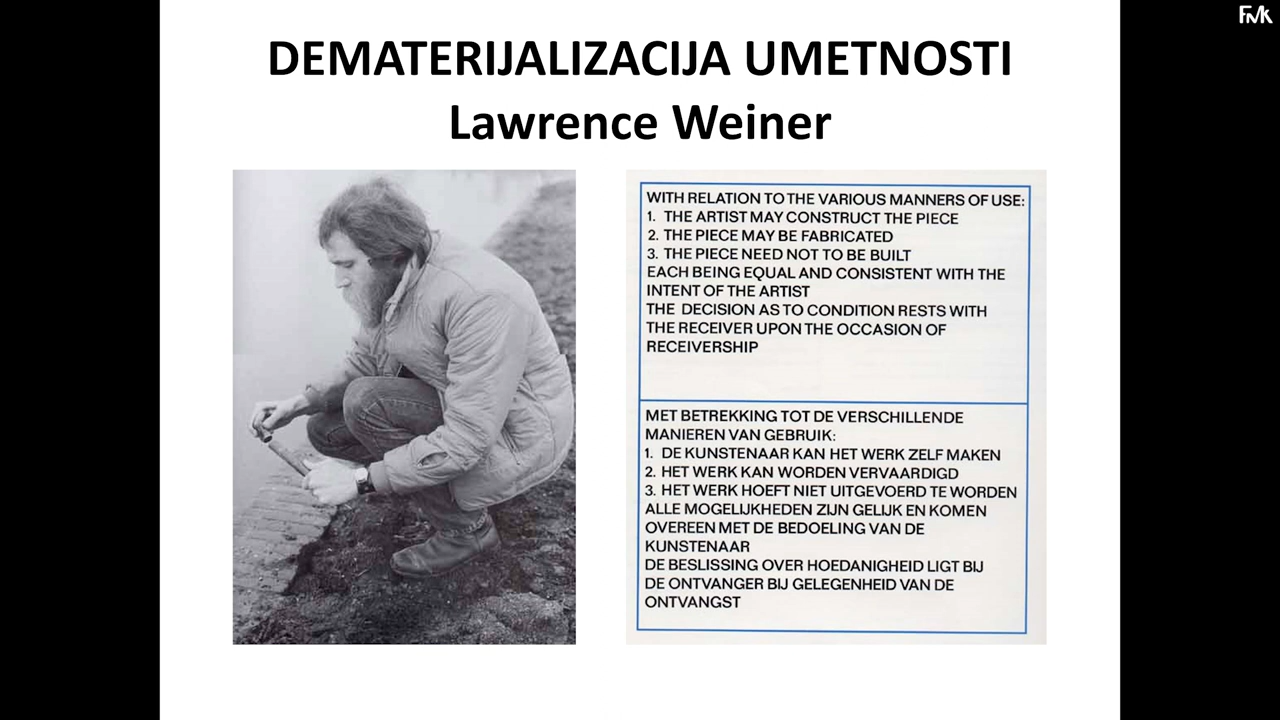 FMK
DEMATERIJALIZACIJA UMETNOSTI
Lawrence Weiner
WITH RELATION TO THE VARIOUS MANNERS OF USE:
1. THE ARTIST MAY CONSTRUCT THE PIECE
2. THE PIECE MAY BE FABRICATED
3. THE PIECE NEED NOT TO BE BUILT
EACH BEING EQUAL AND CONSISTENT WITH THE
INTENT OF THE ARTIST
THE DECISION AS TO CONDITION RESTS WITH
THE RECEIVER UPON THE OCCASION OF
RECEIVERSHIP
MET BETREKKING TOT DE VERSCHILLENDE
MANIEREN VAN GEBRUIK:
1. DE KUNSTENAAR KAN HET WERK ZELF MAKEN
2. HET WERK KAN WORDEN VERVAARDIGD
3. HET WERK HOEFT NIET UITGEVOERD TE WORDEN
ALLE MOGELIJKHEDEN ZIJN GELIJK EN KOMEN
OVEREEN MET DE BEDOELING VAN DE
KUNSTENAAR
DE BESLISSING OVER HOEDANIGHEID LIGT BIJ
DE ONTVANGER BIJ GELEGENHEID VAN DE
ONTVANGST